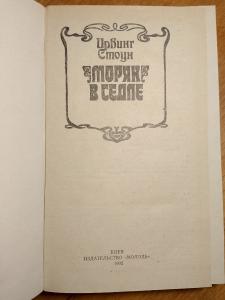 Ирвинг
Стоун
МОРЯК
В СЕДЛЕ
КИЕВ
ИЗДАТЕЛЬСТВО «МОЛОДЬ»